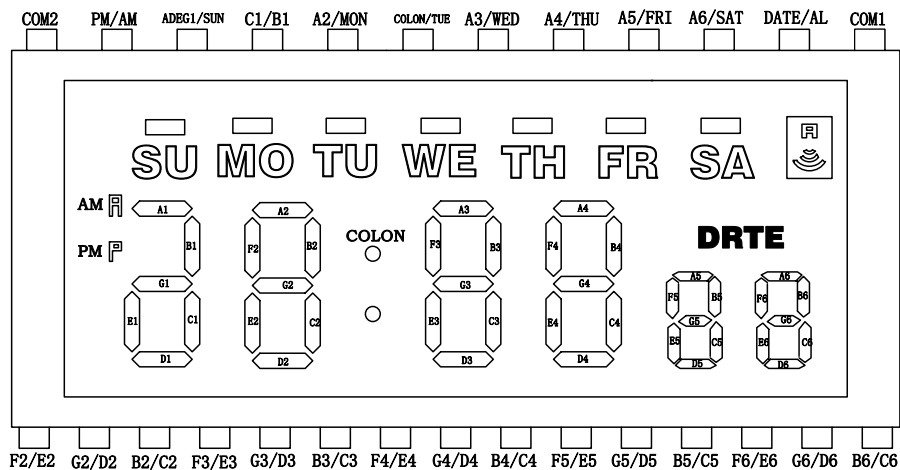 COM2 PM/AM ADEG1/SUN C1/B1 A2/MON COLON/TUE A3/WED A4/THU A5/FRI A6/SAT DATE/AL COM1
SU MO TU WE TH FR SA A
AM A A1 A2 A3 A4
B1 F2 B2 COLON F3 B3 F4 B4 DRTE
PM P
G1 G2 G3 G4 A5 A6
F5 B5 F6 B6
E1 C1 E2 C2 E3 C3 E4 C4 G5 G6
E5 C5 E6 C6
D1 D2 D3 D4 D5 D6
F2/E2 G2/D2 B2/C2 F3/E3 G3/D3 B3/C3 F4/E4 G4/D4 B4/C4 F5/E5 G5/D5 B5/C5 F6/E6 G6/D6 B6/C6